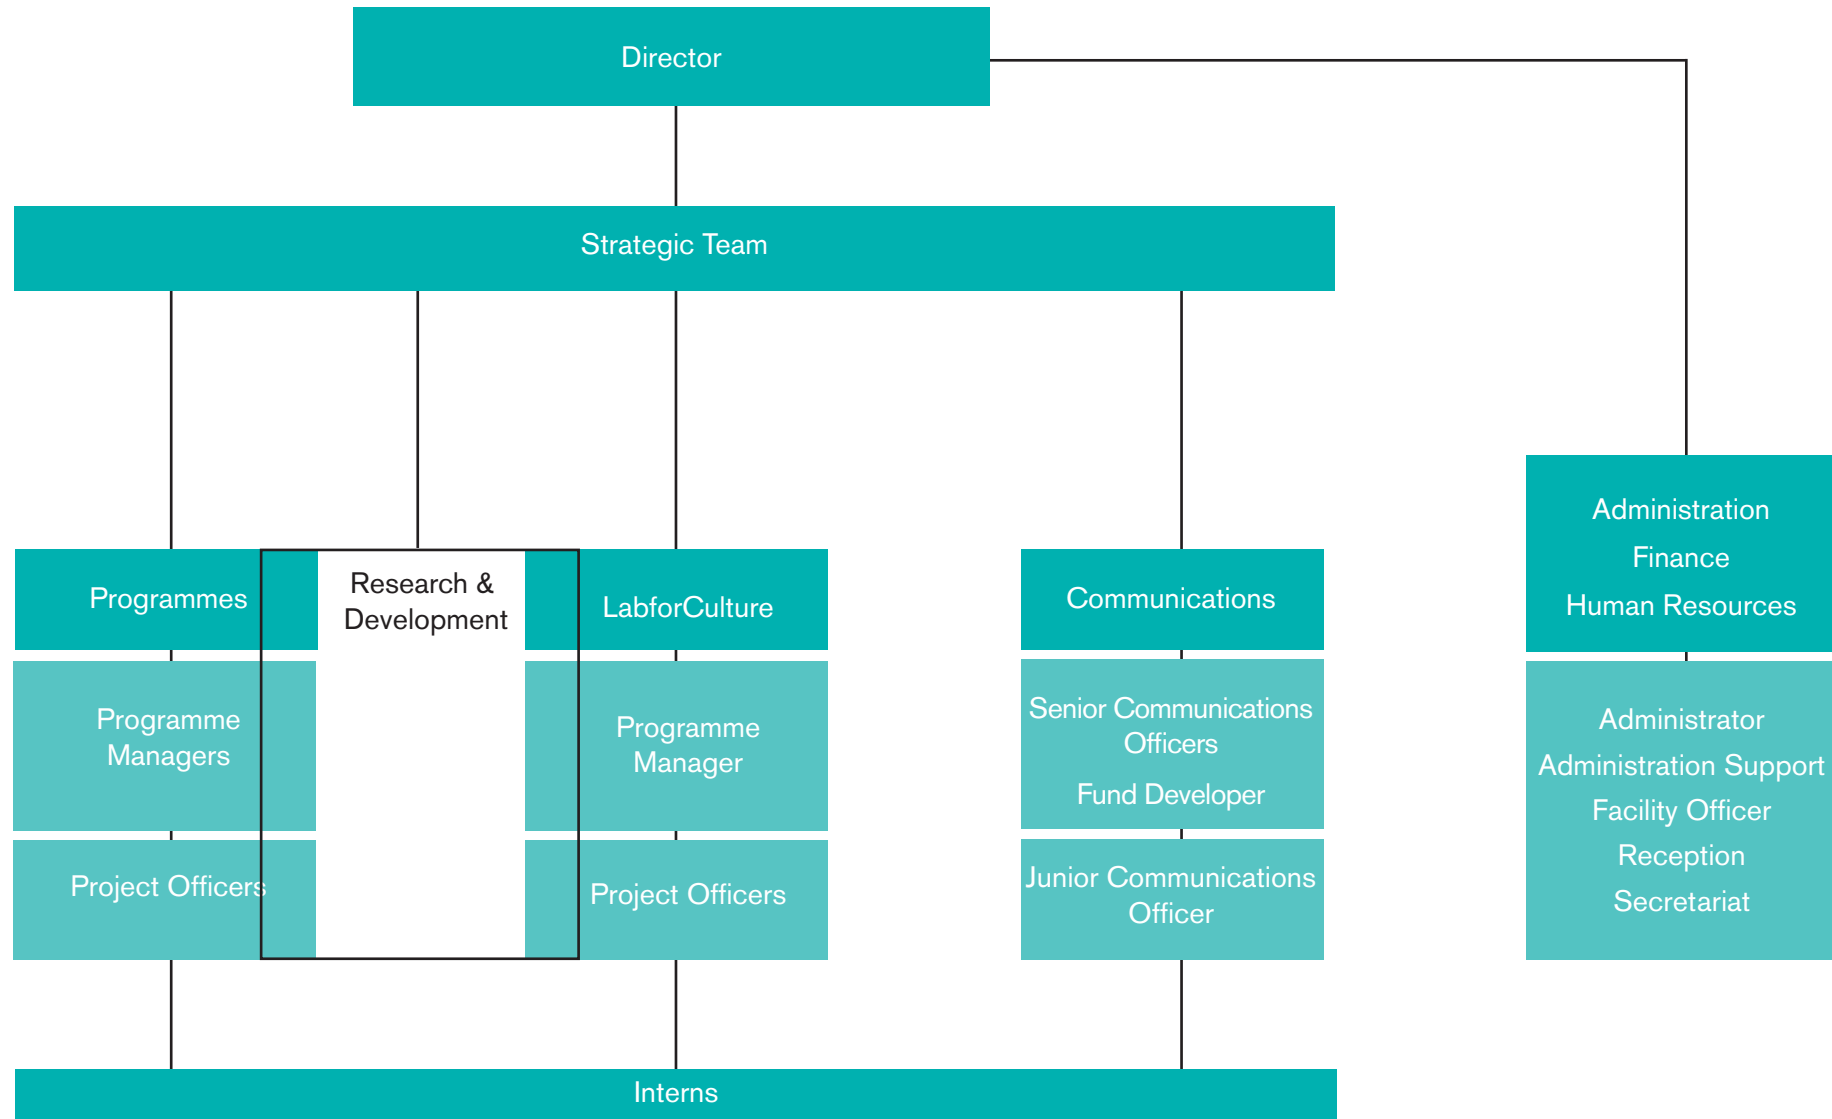 Director
Strategic Team
Programmes
Programme
Managers
Project Officers
Research &
Development
LabforCulture
Programme
Manager
Project Officers
Communications
Senior Communications
Officers
Fund Developer
Junior Communications
Officer
Administration
Finance
Human Resources
Administrator
Administration Support
Facility Officer
Reception
Secretariat
Interns